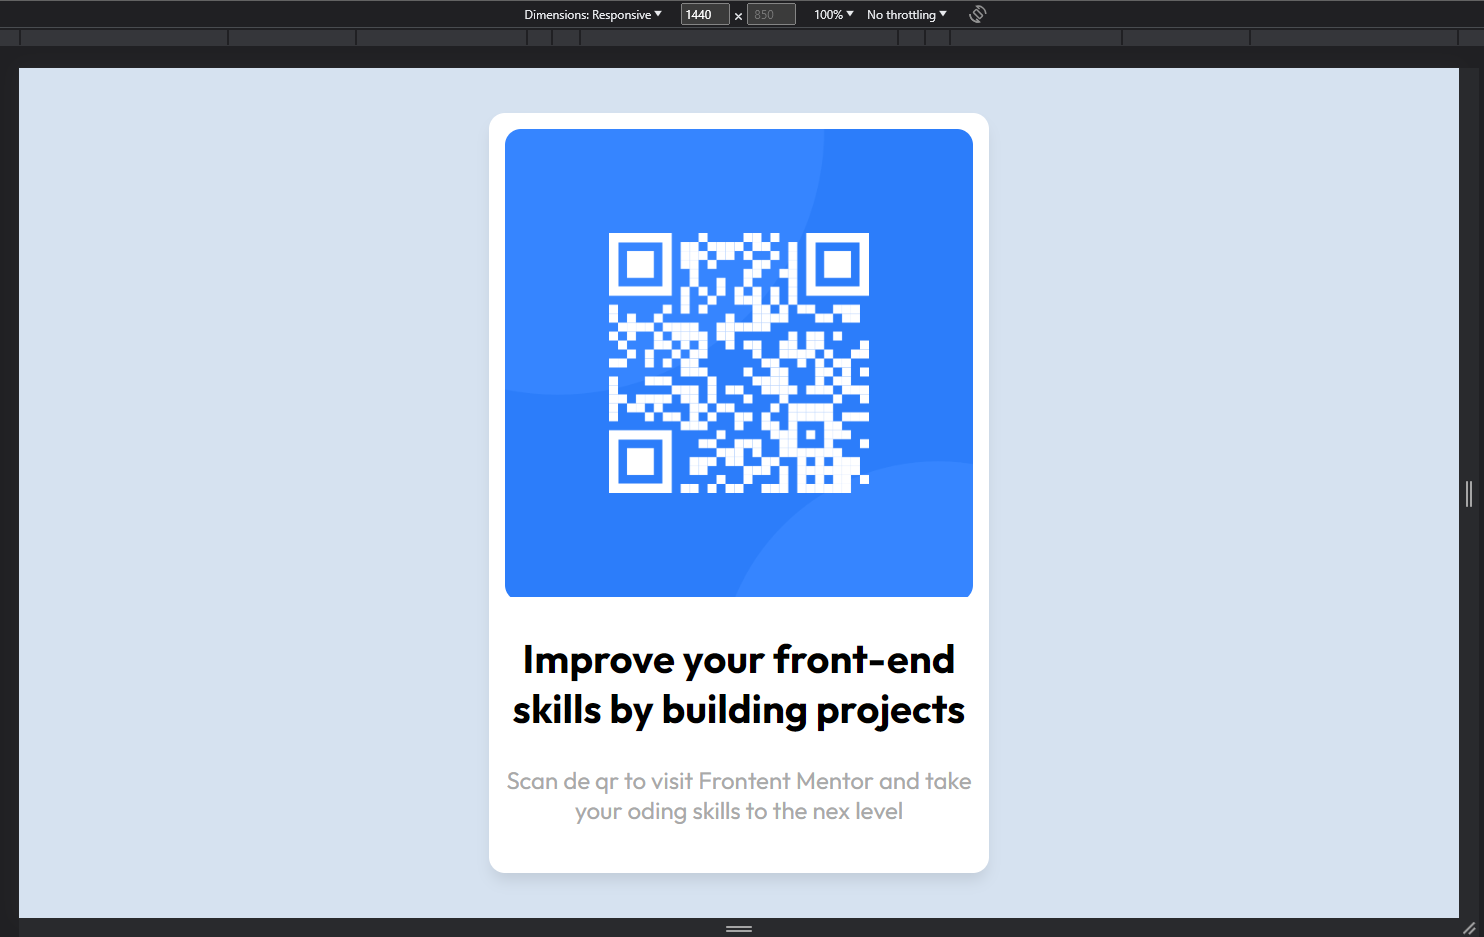 Dimensions: Responsive 1440 × 850 100% No throttling
Improve your front-end
skills by building projects
Scan de qr to visit Frontent Mentor and take
your oding skills to the nex level